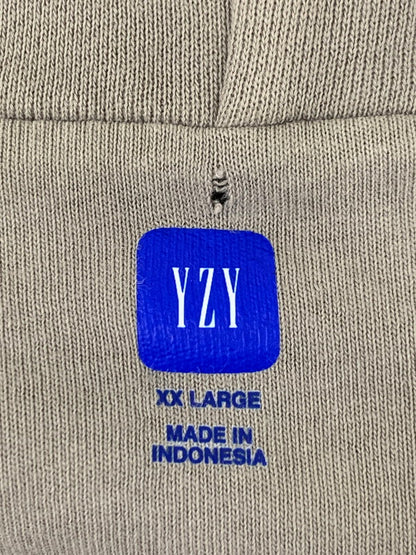 YZY
XX LARGE
MADE IN
INDONESIA